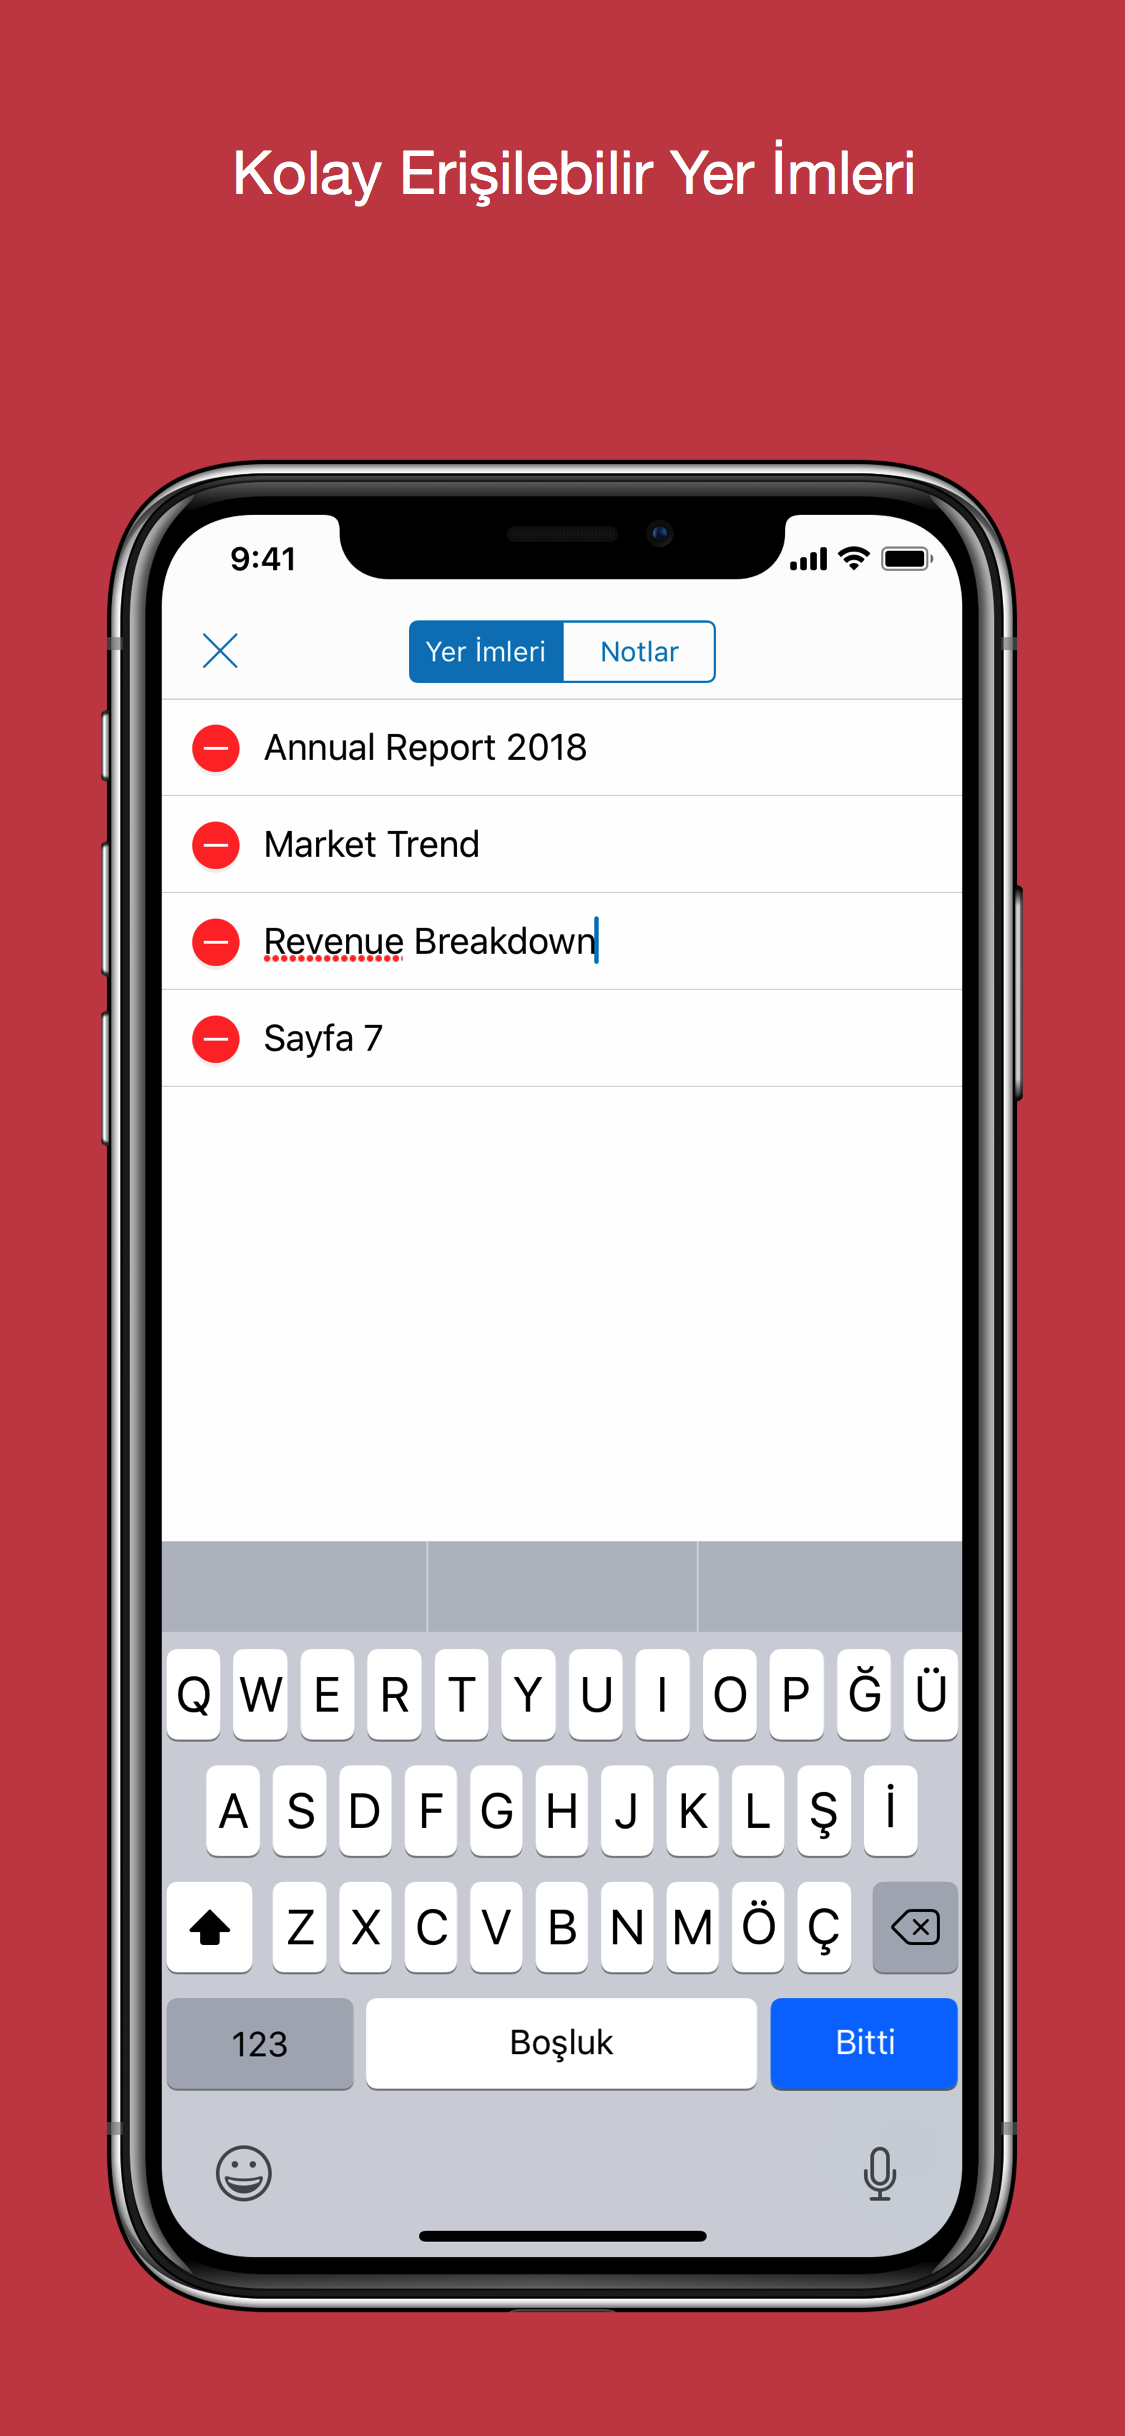 Kolay Erişilebilir Yer İmleri
9:41
Yer İmleri Notlar
Annual Report 2018
Market Trend
Revenue Breakdown
Sayfa 7
Q W E R T Y U I O P Ğ Ü
A S D F G H J K L Ş İ
Z X C V B N M Ö Ç
123 Boşluk Bitti